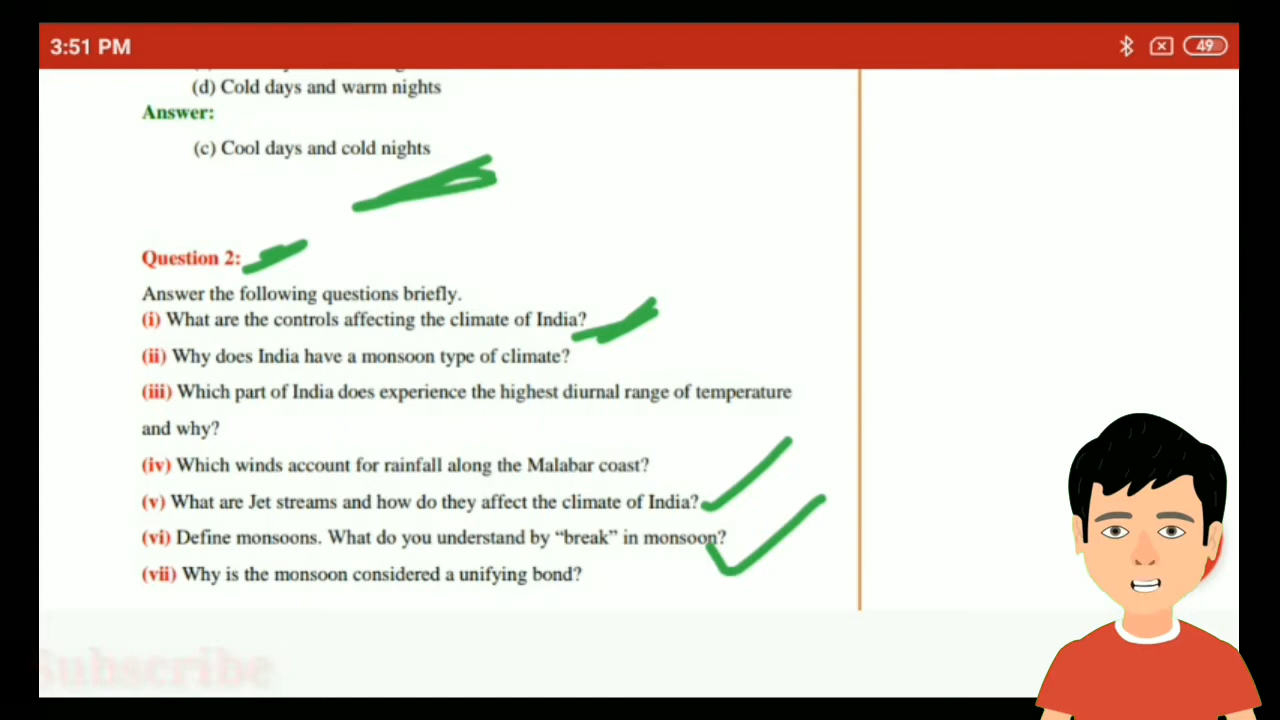 3:51 PM
49
(d) Cold days and warm nights
Answer:
(c) Cool days and cold nights
Question 2:
Answer the following questions briefly.
(i) What are the controls affecting the climate of India?
(ii) Why does India have a monsoon type of climate?
(iii) Which part of India does experience the highest diurnal range of temperature
and why?
(iv) Which winds account for rainfall along the Malabar coast?
(v) What are Jet streams and how do they affect the climate of India?
(vi) Define monsoons. What do you understand by “break” in monsoon?
(vii) Why is the monsoon considered a unifying bond?
Subscribe